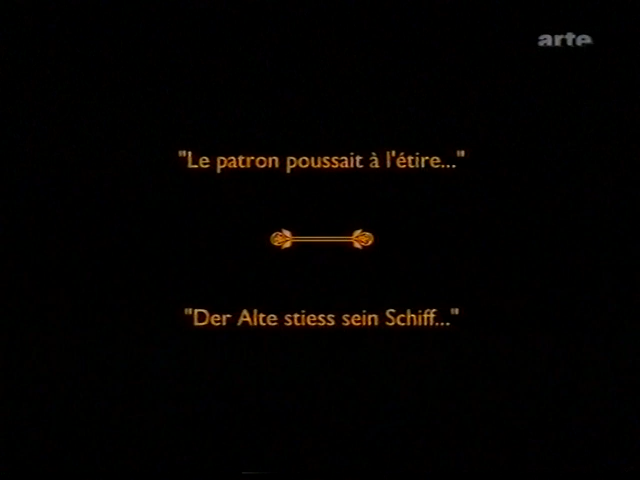 arte
"Le patron poussait à l'étire..."
"Der Alte stiess sein Schiff..."